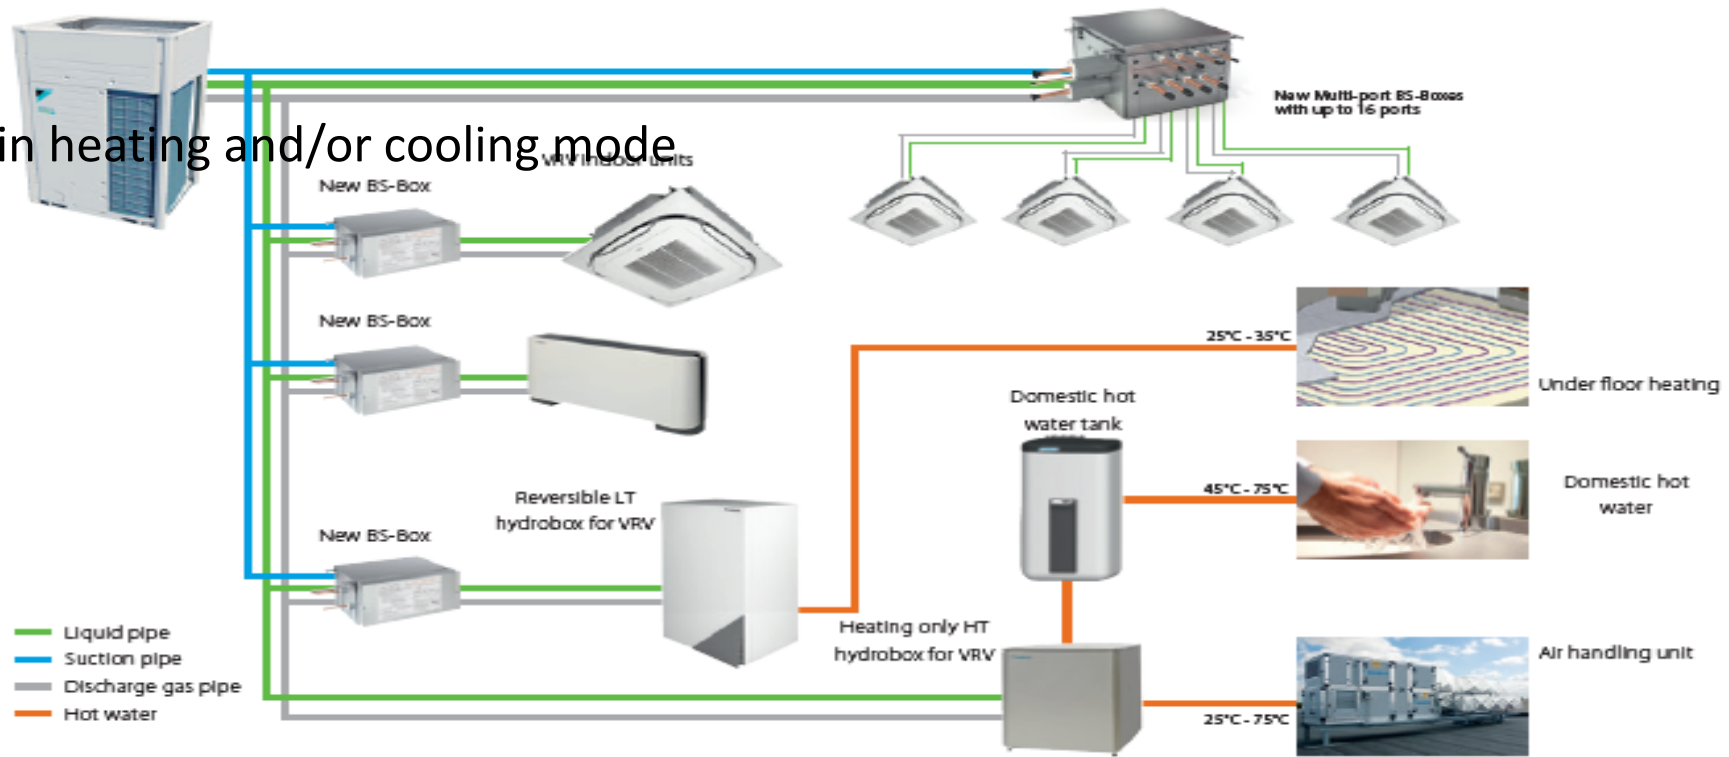 New Multi-port BS-Boxes
with up to 16 ports
in heating and/or cooling mode
VRV indoor units
New BS-Box
New BS-Box
25°C - 35°C
Under floor heating
Domestic hot
water tank
45°C - 75°C
Domestic hot
water
Reversible LT
hydrobox for VRV
New BS-Box
Heating only HT
hydrobox for VRV
Air handling unit
25°C - 75°C
Liquid pipe
Suction pipe
Discharge gas pipe
Hot water